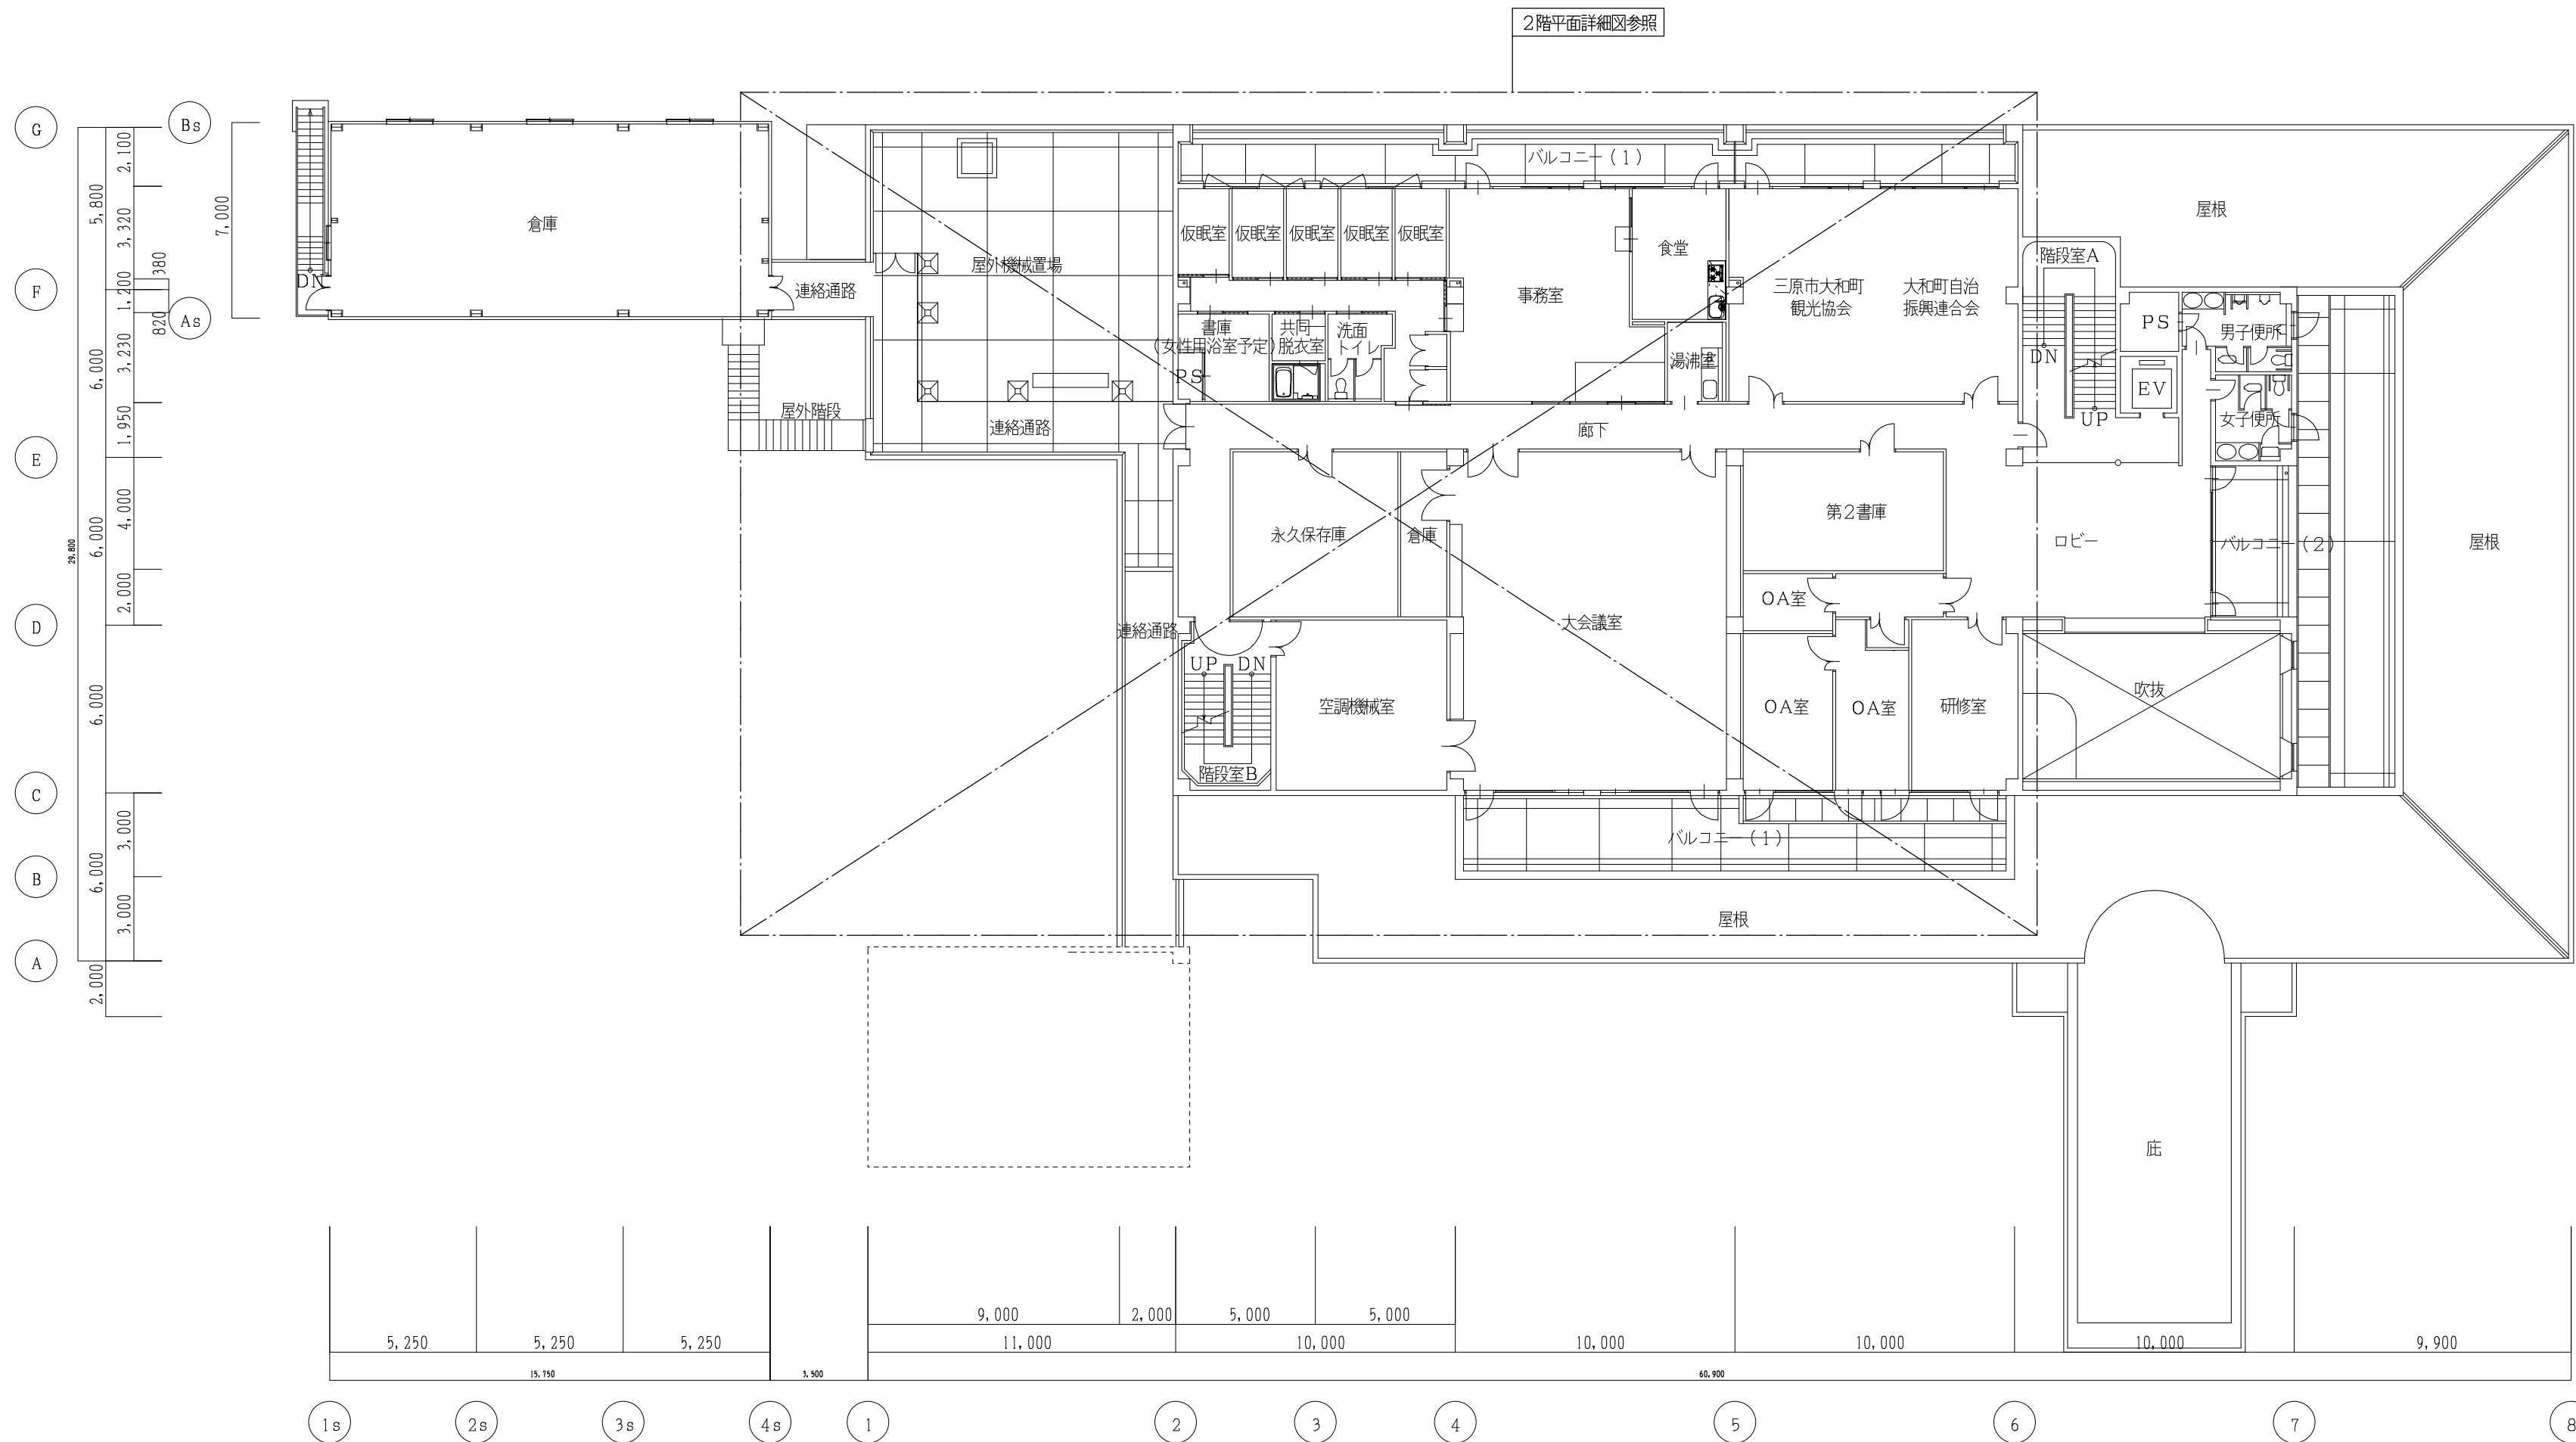 2階平面詳細図参照
G
Bs
2,100
5,800
7,000
3,320
380
F
1,200
As
820
3,230
6,000
1,950
E
4,000
6,000
29,800
2,000
D
6,000
C
3,000
6,000
B
3,000
A
2,000
倉庫
DN
連絡通路
屋外機械置場
屋外階段
連絡通路
連絡通路
バルコニー(1)
仮眠室
仮眠室
仮眠室
仮眠室
仮眠室
事務室
食堂
三原市大和町
観光協会
大和町自治
振興連合会
書庫
(女性用浴室予定)
共同
脱衣室
洗面
トイレ
PS
湯沸室
廊下
階段室A
DN
UP
PS
EV
男子便所
女子便所
屋根
永久保存庫
倉庫
大会議室
第2書庫
OA室
ロビー
バルコニー(2)
屋根
UP
DN
階段室B
空調機械室
OA室
OA室
研修室
吹抜
バルコニー(1)
屋根
庇
9,000
2,000
5,000
5,000
5,250
5,250
5,250
11,000
10,000
10,000
10,000
10,000
9,900
15,750
3,500
60,900
1s
2s
3s
4s
1
2
3
4
5
6
7
8